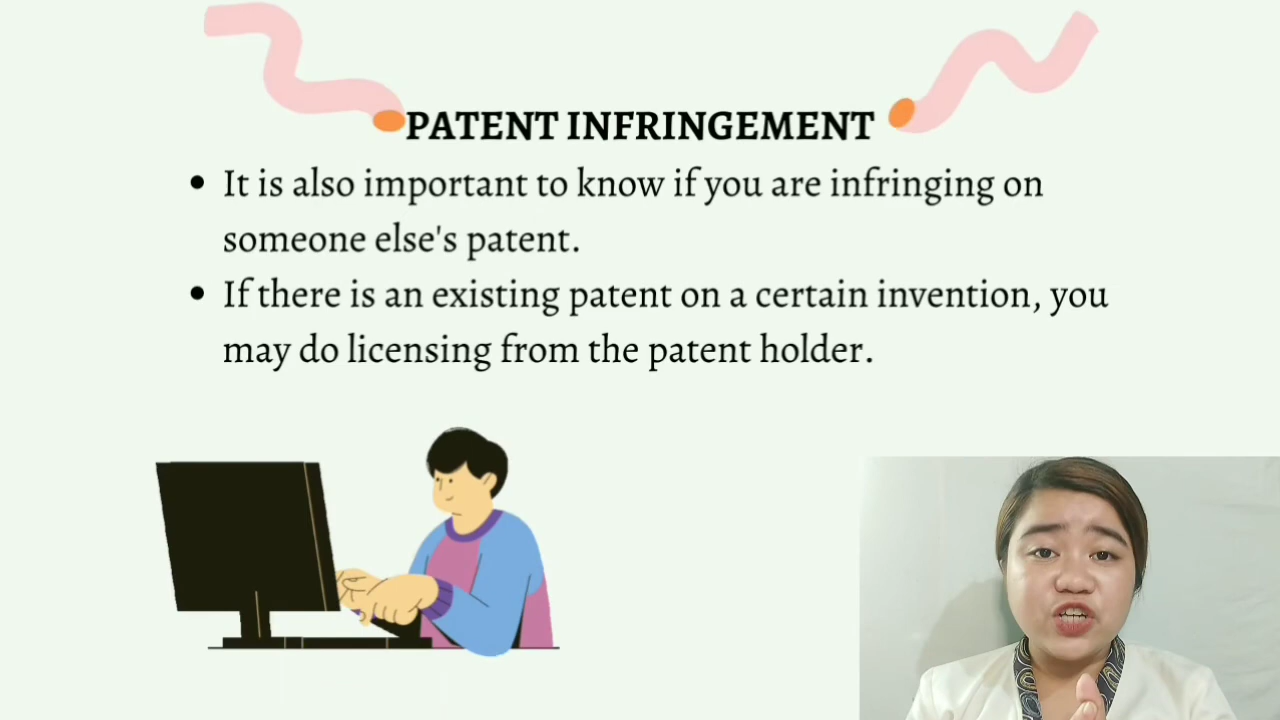 PATENT INFRINGEMENT
• It is also important to know if you are infringing on
someone else's patent.
• If there is an existing patent on a certain invention, you
may do licensing from the patent holder.